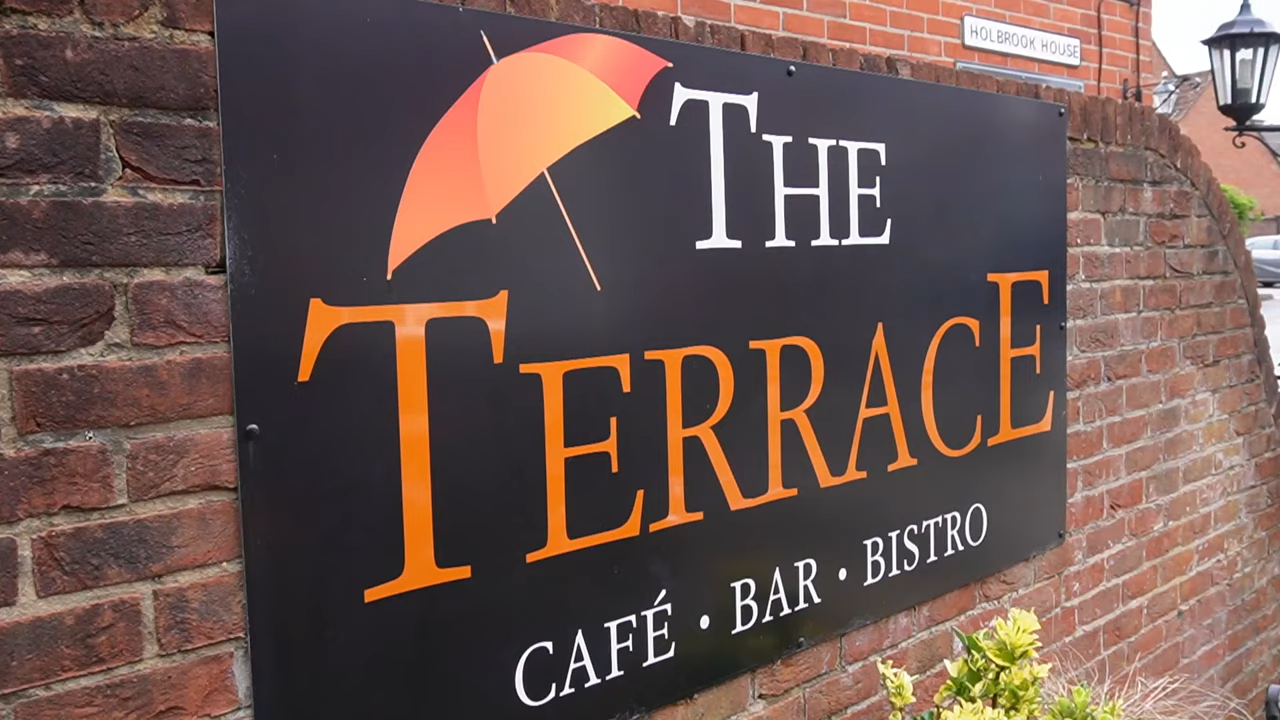 HOLBROOK HOUSE
THE
TERRACE
CAFÉ · BAR · BISTRO